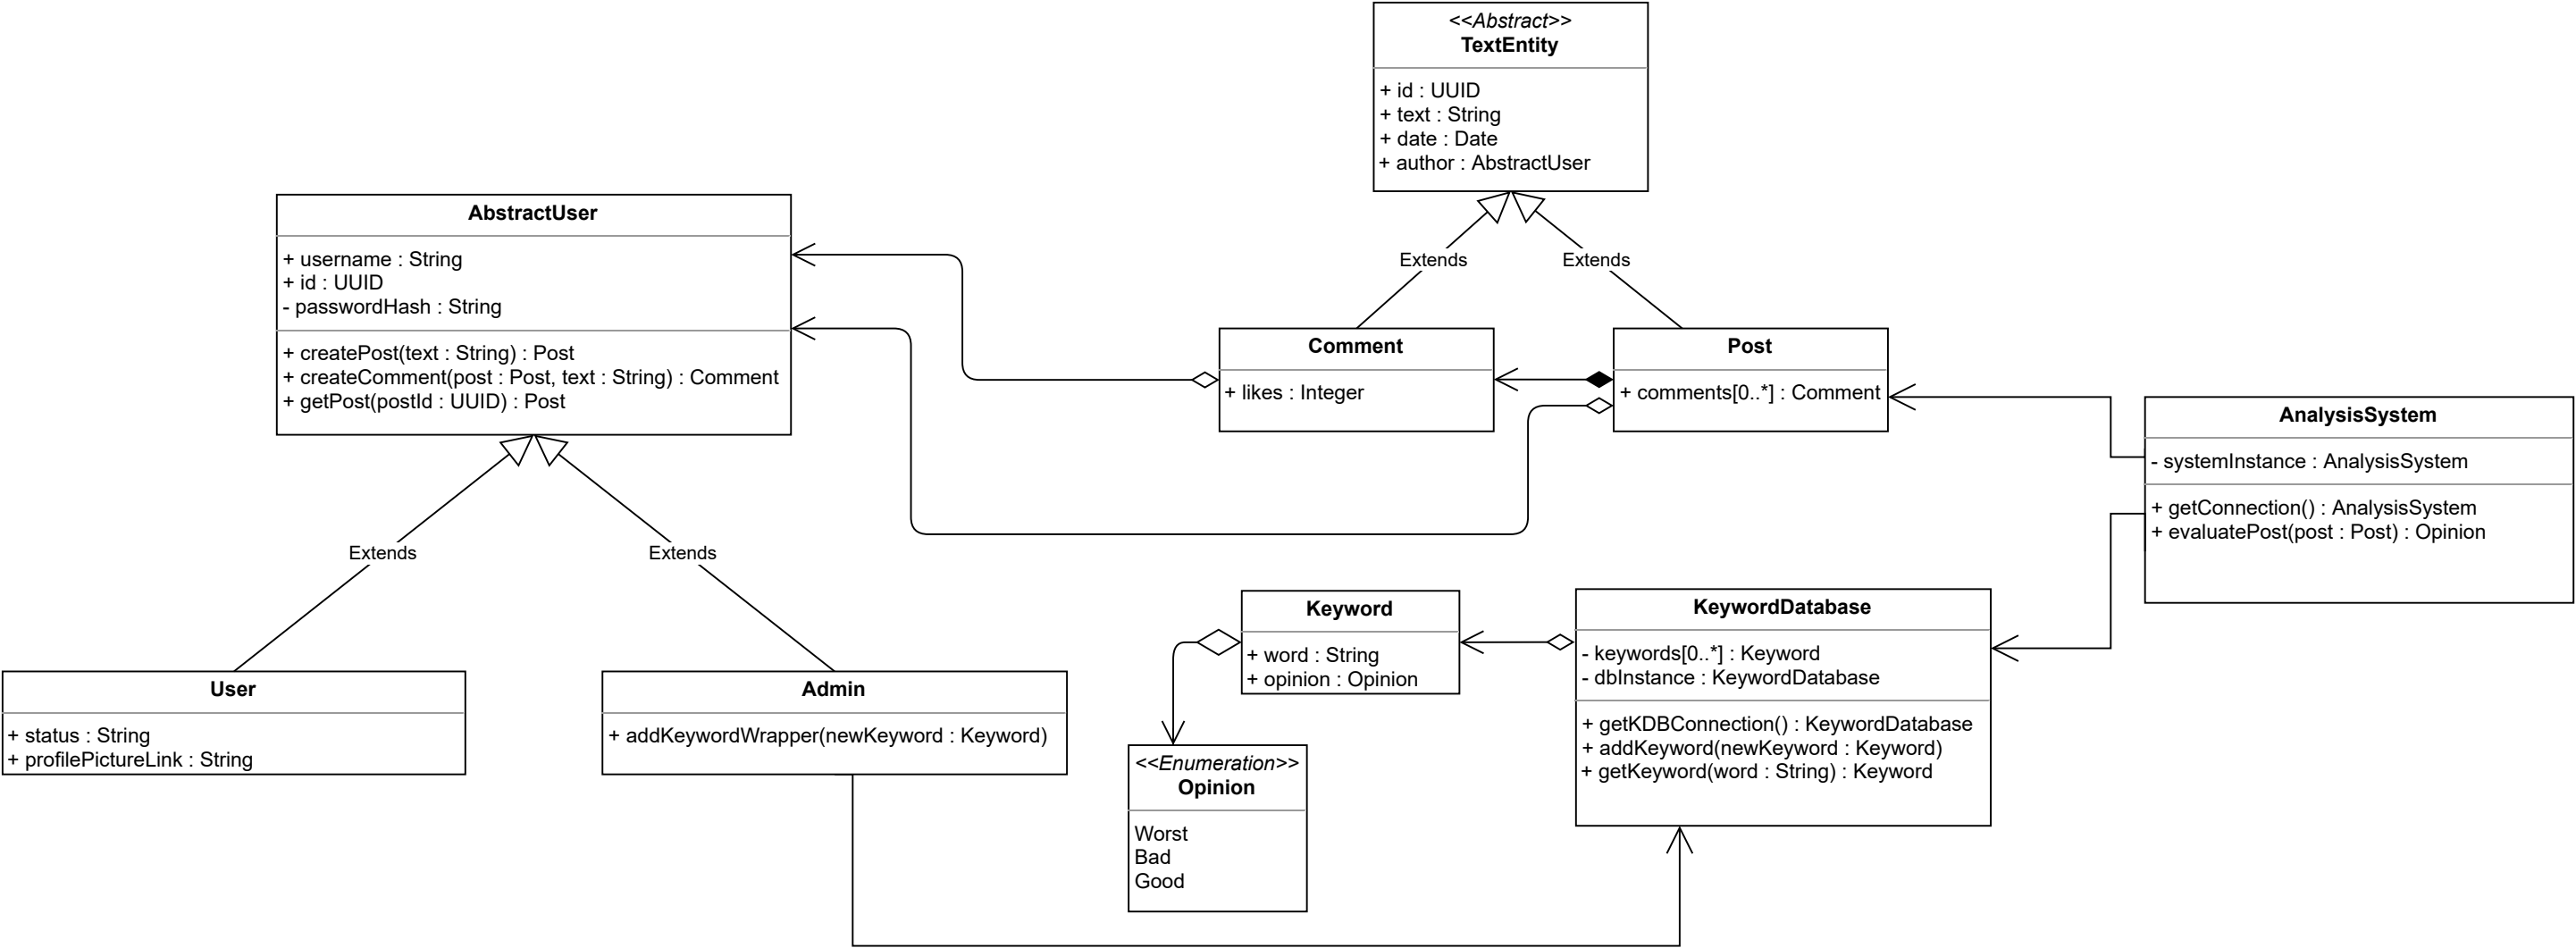 <<Abstract>>
TextEntity
+ id : UUID
+ text : String
+ date : Date
+ author : AbstractUser
AbstractUser
+ username : String
+ id : UUID
- passwordHash : String
+ createPost(text : String) : Post
+ createComment(post : Post, text : String) : Comment
+ getPost(postId : UUID) : Post
Extends
Extends
Comment
+ likes : Integer
Post
+ comments[0..*] : Comment
AnalysisSystem
- systemInstance : AnalysisSystem
+ getConnection() : AnalysisSystem
+ evaluatePost(post : Post) : Opinion
Extends
Extends
User
+ status : String
+ profilePictureLink : String
Admin
+ addKeywordWrapper(newKeyword : Keyword)
Keyword
+ word : String
+ opinion : Opinion
KeywordDatabase
- keywords[0..*] : Keyword
- dbInstance : KeywordDatabase
+ getKDBConnection() : KeywordDatabase
+ addKeyword(newKeyword : Keyword)
+ getKeyword(word : String) : Keyword
<<Enumeration>>
Opinion
Worst
Bad
Good